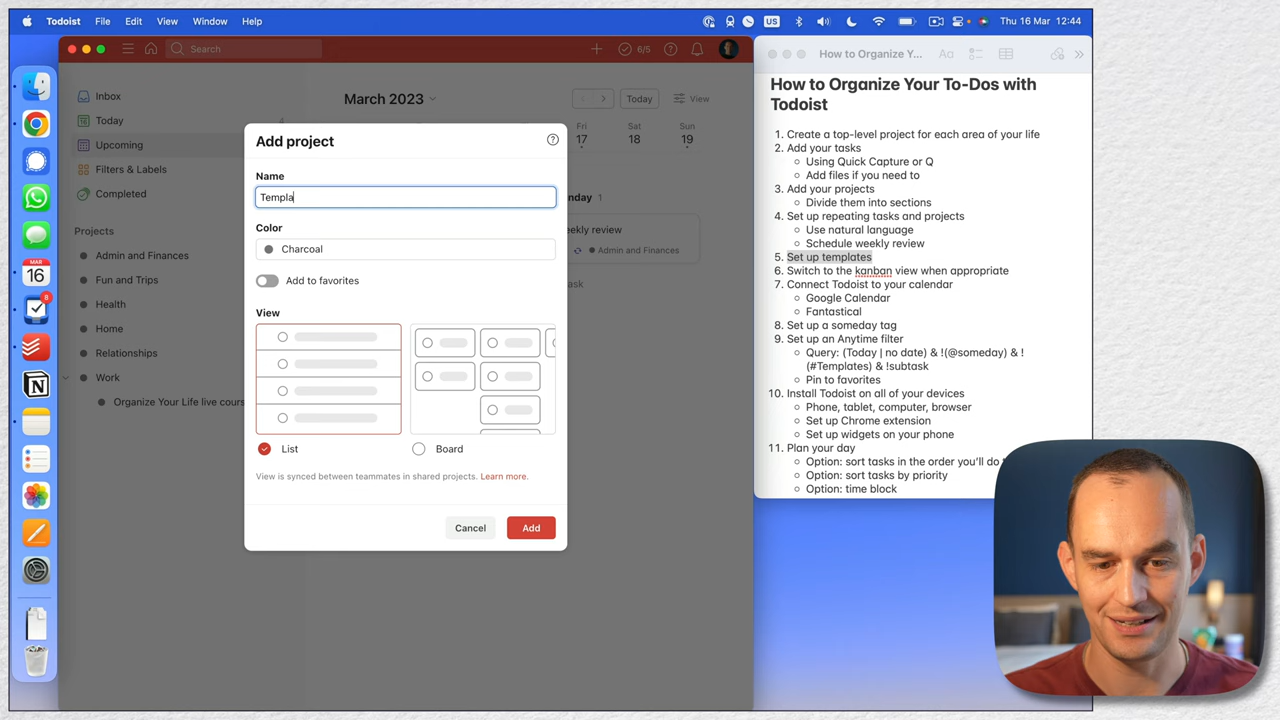 Todoist File Edit View Window Help
US Thu 16 Mar 12:44
Search
6/5
Inbox
Today 4
Upcoming
Filters & Labels
Completed
Projects
Admin and Finances
Fun and Trips
Health
Home
Relationships
Work
Organize Your Life live cours
March 2023
Today View
Fri Sat Sun
17 18 19
nday 1
eekly review
Admin and Finances
ask
Add project
Name
Templa
Color
Charcoal
Add to favorites
View
List
Board
View is synced between teammates in shared projects. Learn more.
Cancel Add
MAR
16
8
How to Organize Y...
Aa
How to Organize Your To-Dos with
Todoist
1. Create a top-level project for each area of your life
2. Add your tasks
Using Quick Capture or Q
Add files if you need to
3. Add your projects
Divide them into sections
4. Set up repeating tasks and projects
Use natural language
Schedule weekly review
5. Set up templates
6. Switch to the kanban view when appropriate
7. Connect Todoist to your calendar
Google Calendar
Fantastical
8. Set up a someday tag
9. Set up an Anytime filter
Query: (Today | no date) & !(@someday) & !
(#Templates) & !subtask
Pin to favorites
10. Install Todoist on all of your devices
Phone, tablet, computer, browser
Set up Chrome extension
Set up widgets on your phone
11. Plan your day
Option: sort tasks in the order you'll do
Option: sort tasks by priority
Option: time block